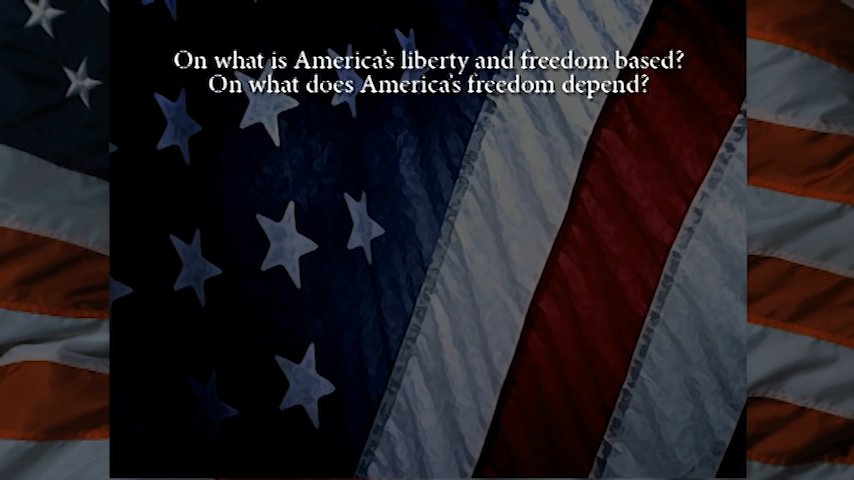 On what is America's liberty and freedom based?
On what does America's freedom depend?